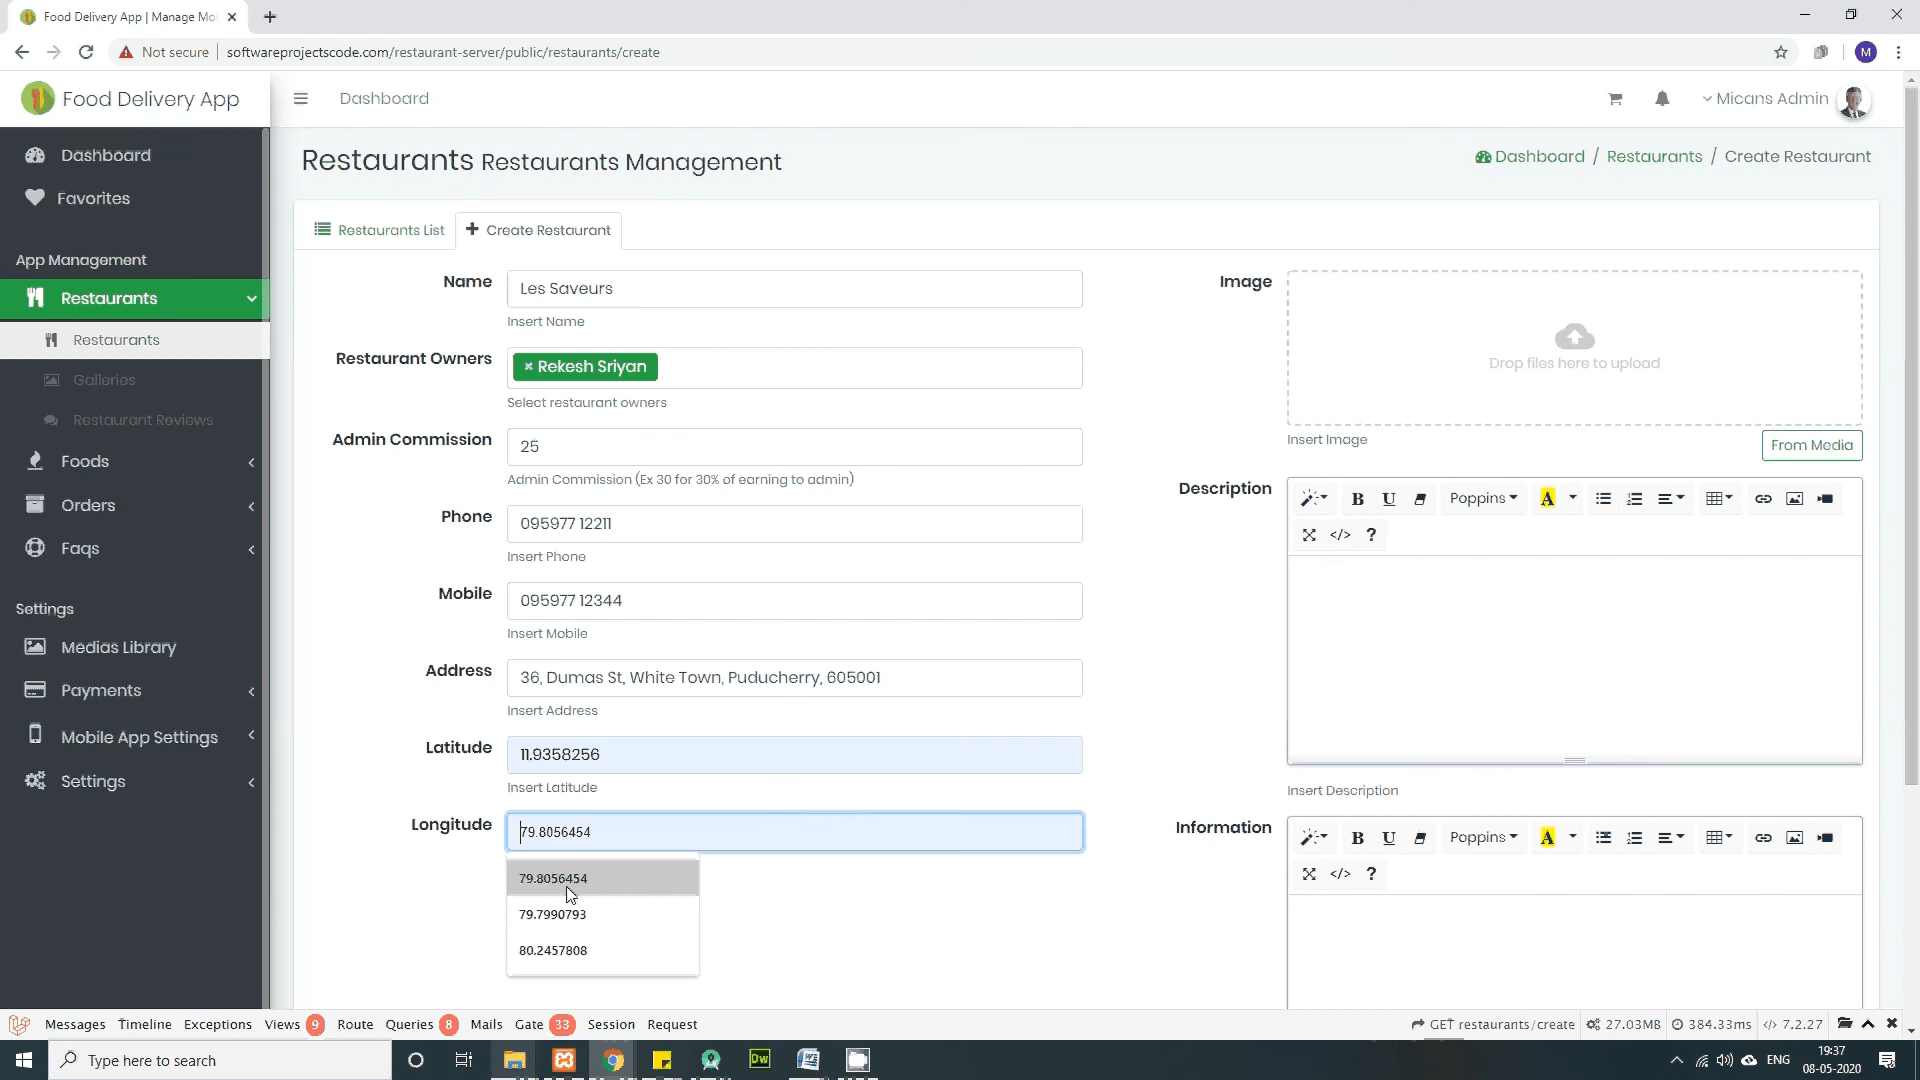 Food Delivery App | Manage Mo
Not secure
softwareprojectscode.com/restaurant-server/public/restaurants/create
M
Food Delivery App
Dashboard
Micans Admin
Dashboard
Favorites
App Management
Restaurants
Restaurants
Galleries
Restaurant Reviews
Foods
Orders
Faqs
Settings
Medias Library
Payments
Mobile App Settings
Settings
Restaurants Restaurants Management
Dashboard / Restaurants / Create Restaurant
Restaurants List
Create Restaurant
Name
Les Saveurs
Insert Name
Restaurant Owners
× Rekesh Sriyan
Select restaurant owners
Admin Commission
25
Admin Commission (Ex 30 for 30% of earning to admin)
Phone
095977 12211
Insert Phone
Mobile
095977 12344
Insert Mobile
Address
36, Dumas St, White Town, Puducherry, 605001
Insert Address
Latitude
11.9358256
Insert Latitude
Longitude
79.8056454
79.8056454
79.7990793
80.2457808
Image
Drop files here to upload
Insert Image
From Media
Description
B U Poppins A
</> ?
Insert Description
Information
B U Poppins A
</> ?
Messages Timeline Exceptions Views 9 Route Queries 8 Mails Gate 33 Session Request
GET restaurants/create 27.03MB 384.33ms </> 7.2.27
Type here to search
Dw
W
ENG
19:37
08-05-2020